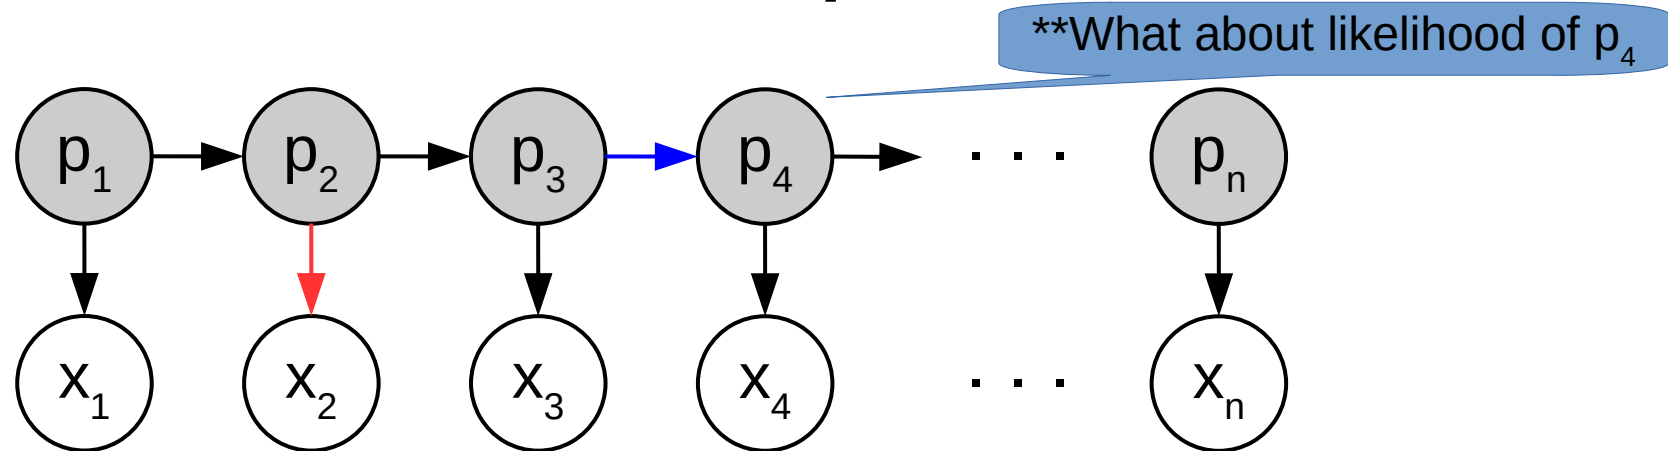 **What about likelihood of p₄
p₁ p₂ p₃ p₄ . . . pₙ
x₁ x₂ x₃ x₄ . . . xₙ